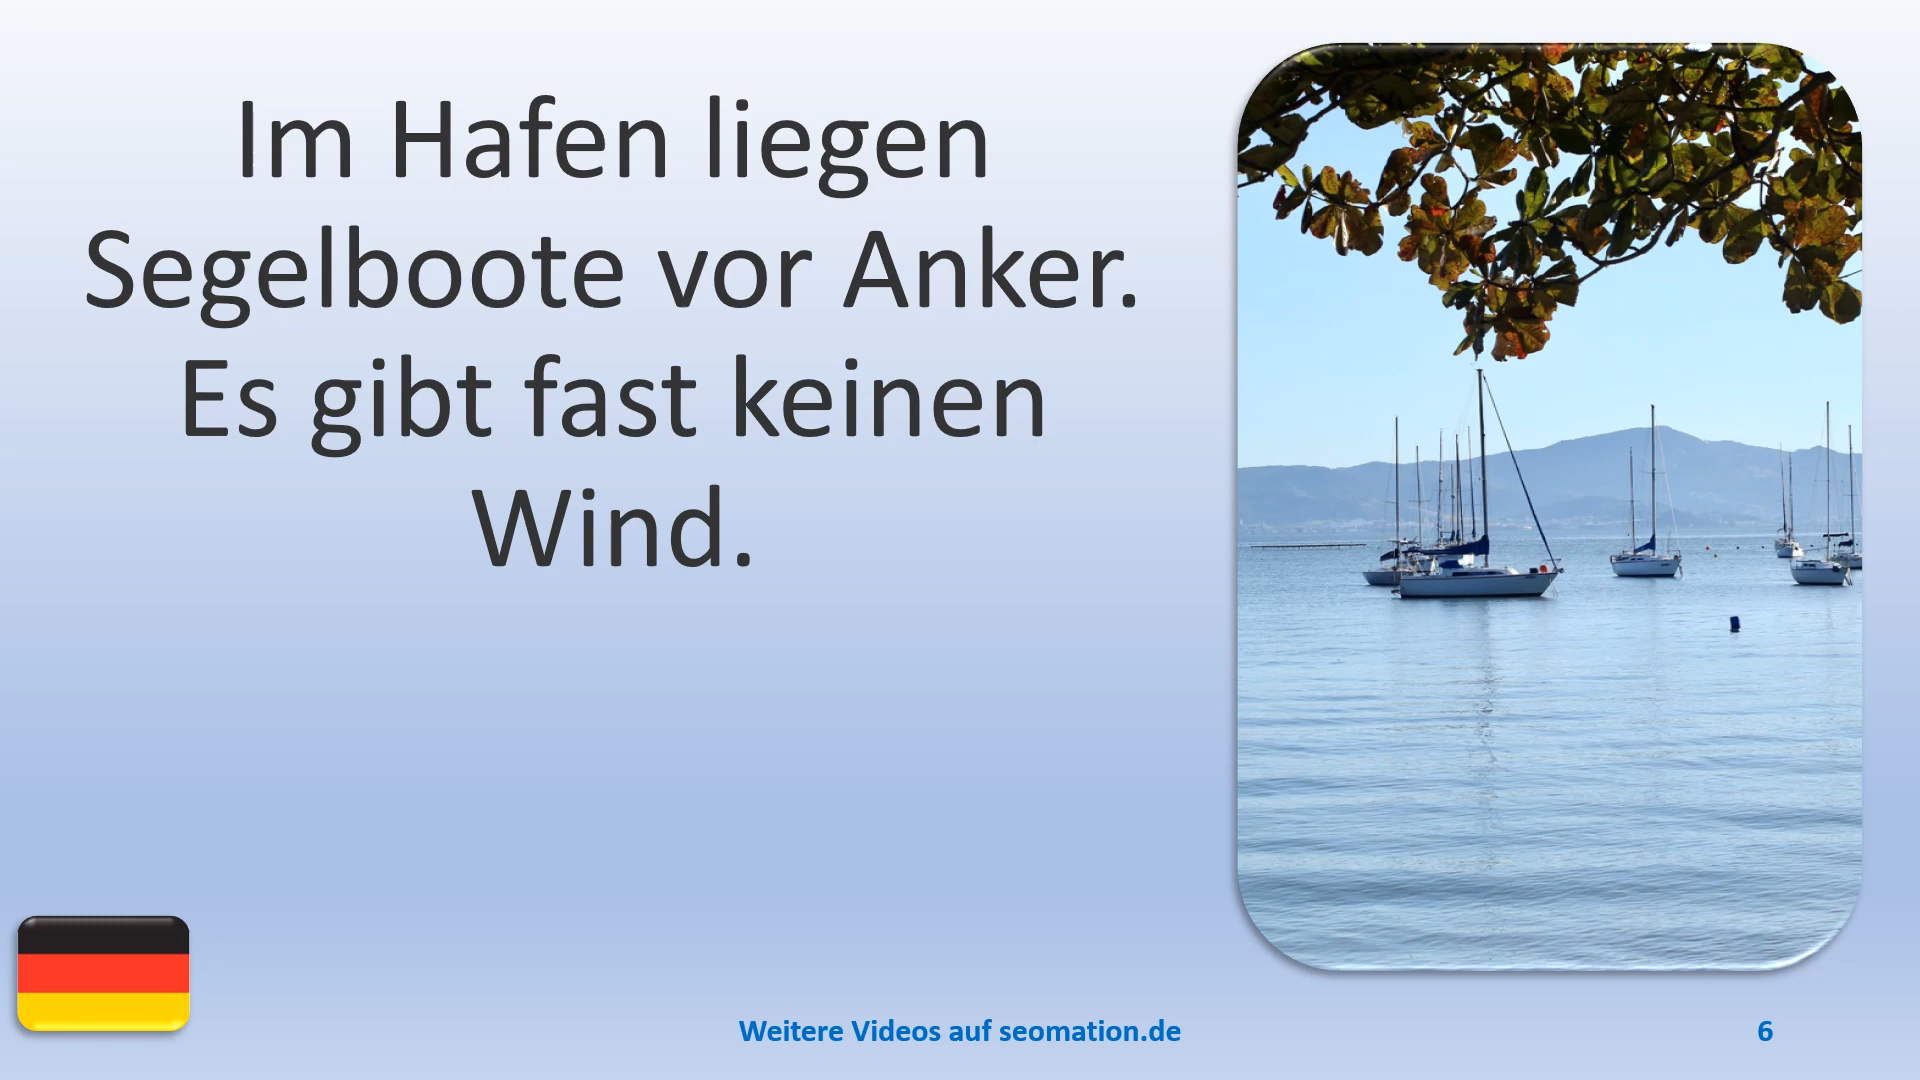 Im Hafen liegen
Segelboote vor Anker.
Es gibt fast keinen
Wind.
Weitere Videos auf seomation.de
6